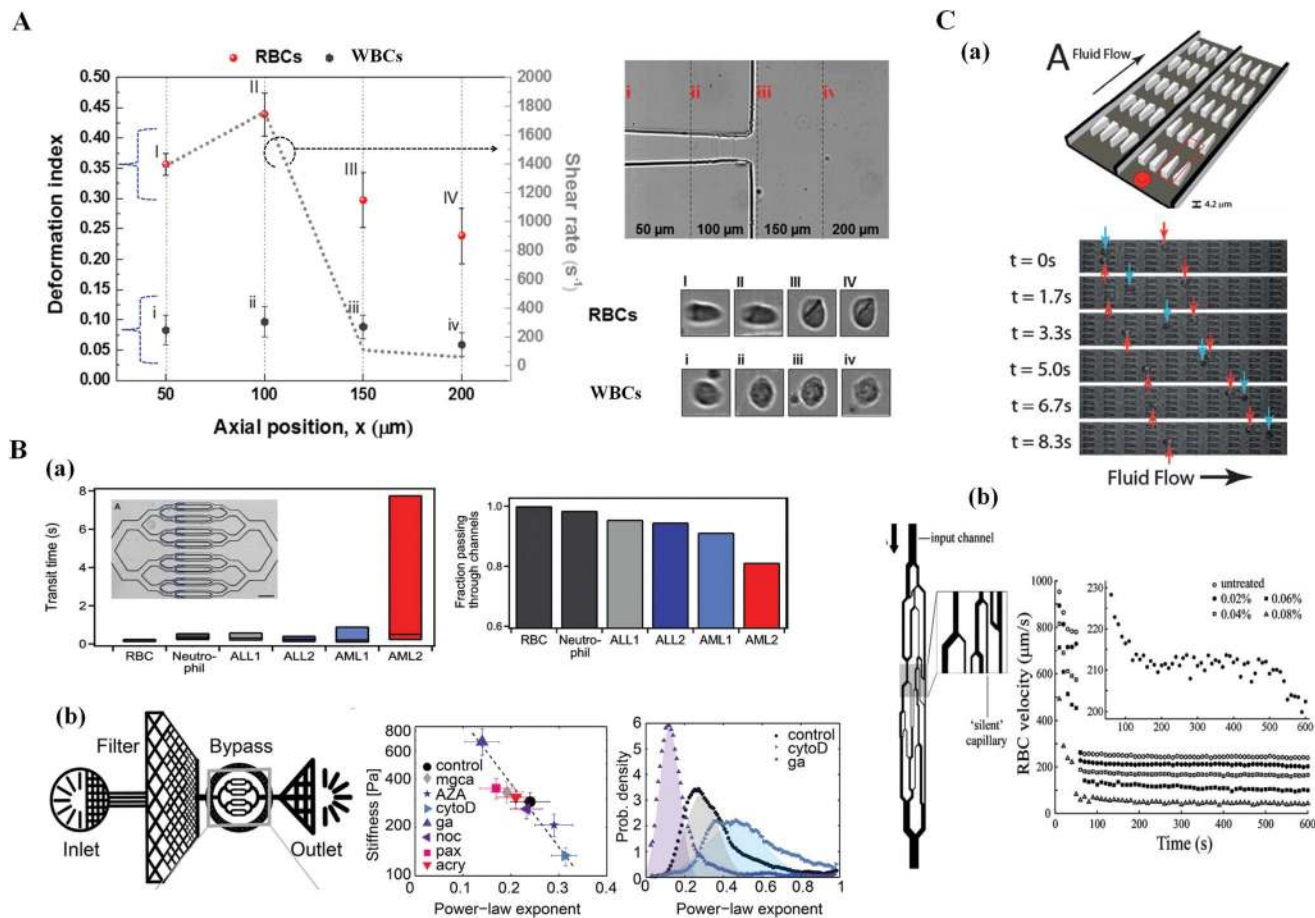 A
RBCs
WBCs
Deformation index
0.50
0.45
0.40
0.35
0.30
0.25
0.20
0.15
0.10
0.05
0.00
I
II
III
IV
i
ii
iii
iv
2000
1800
1600
1400
1200
1000
800
600
400
200
0
Shear rate (s⁻¹)
50 100 150 200
Axial position, x (μm)
i ii iii iv
50 μm 100 μm 150 μm 200 μm
I II III IV
RBCs
i ii iii iv
WBCs
B
(a)
Transit time (s)
8
6
4
2
0
A
RBC Neutro-phil ALL1 ALL2 AML1 AML2
Fraction passing through channels
1.0
0.8
0.6
RBC Neutro-phil ALL1 ALL2 AML1 AML2
(b)
Filter
Bypass
Inlet
Outlet
Stiffness [Pa]
800
600
400
200
100
control
mgca
AZA
cytoD
ga
noc
pax
acry
0 0.1 0.2 0.3 0.4
Power-law exponent
Prob. density
6
5
4
3
2
1
0
control
cytoD
ga
0 0.2 0.4 0.6 0.8 1
Power-law exponent
C
(a)
A
Fluid Flow
4.2 μm
t = 0s
t = 1.7s
t = 3.3s
t = 5.0s
t = 6.7s
t = 8.3s
Fluid Flow
(b)
input channel
'silent'
capillary
RBC velocity (μm/s)
1000
900
800
700
600
500
400
300
200
100
0
untreated
0.02% 0.06%
0.04% 0.08%
230
220
210
200
100 200 300 400 500 600
0 100 200 300 400 500 600
Time (s)